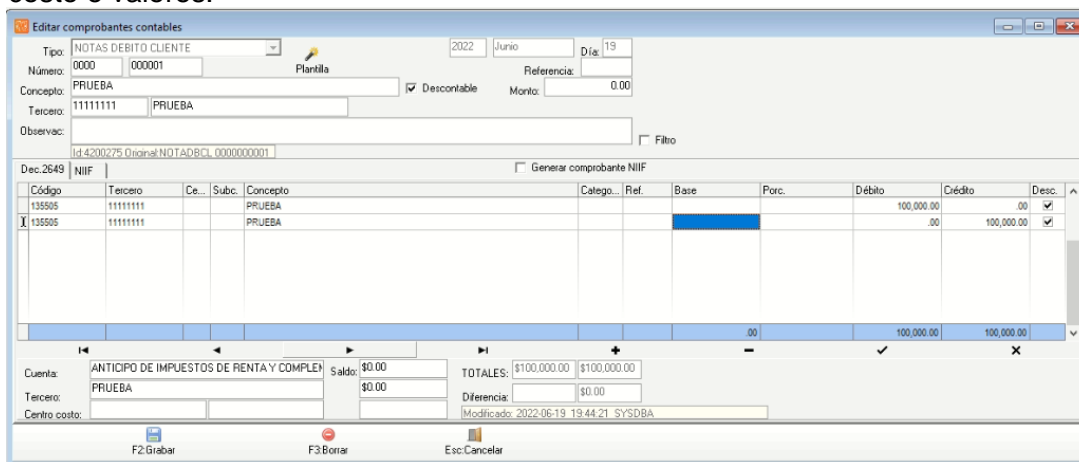 costo o valores.
Editar comprobantes contables
Tipo: NOTAS DEBITO CLIENTE 2022 Junio Día: 19
Número: 0000 000001 Plantilla Referencia:
Concepto: PRUEBA Descontable Monto: 0.00
Tercero: 11111111 PRUEBA
Observac: Filtro
Id:4200275 Original:NOTADBCL 0000000001
Dec.2649 NIIF Generar comprobante NIIF
Código Tercero Ce... Subc. Concepto Catego... Ref. Base Porc. Débito Crédito Desc.
135505 11111111 PRUEBA 100,000.00 .00
135505 11111111 PRUEBA .00 100,000.00
.00 100,000.00 100,000.00
Cuenta: ANTICIPO DE IMPUESTOS DE RENTA Y COMPLEM Saldo: $0.00 TOTALES: $100,000.00 $100,000.00
Tercero: PRUEBA $0.00 Diferencia: $0.00
Centro costo: Modificado: 2022-06-19 19:44:21 SYSDBA
F2:Grabar F3:Borrar Esc:Cancelar